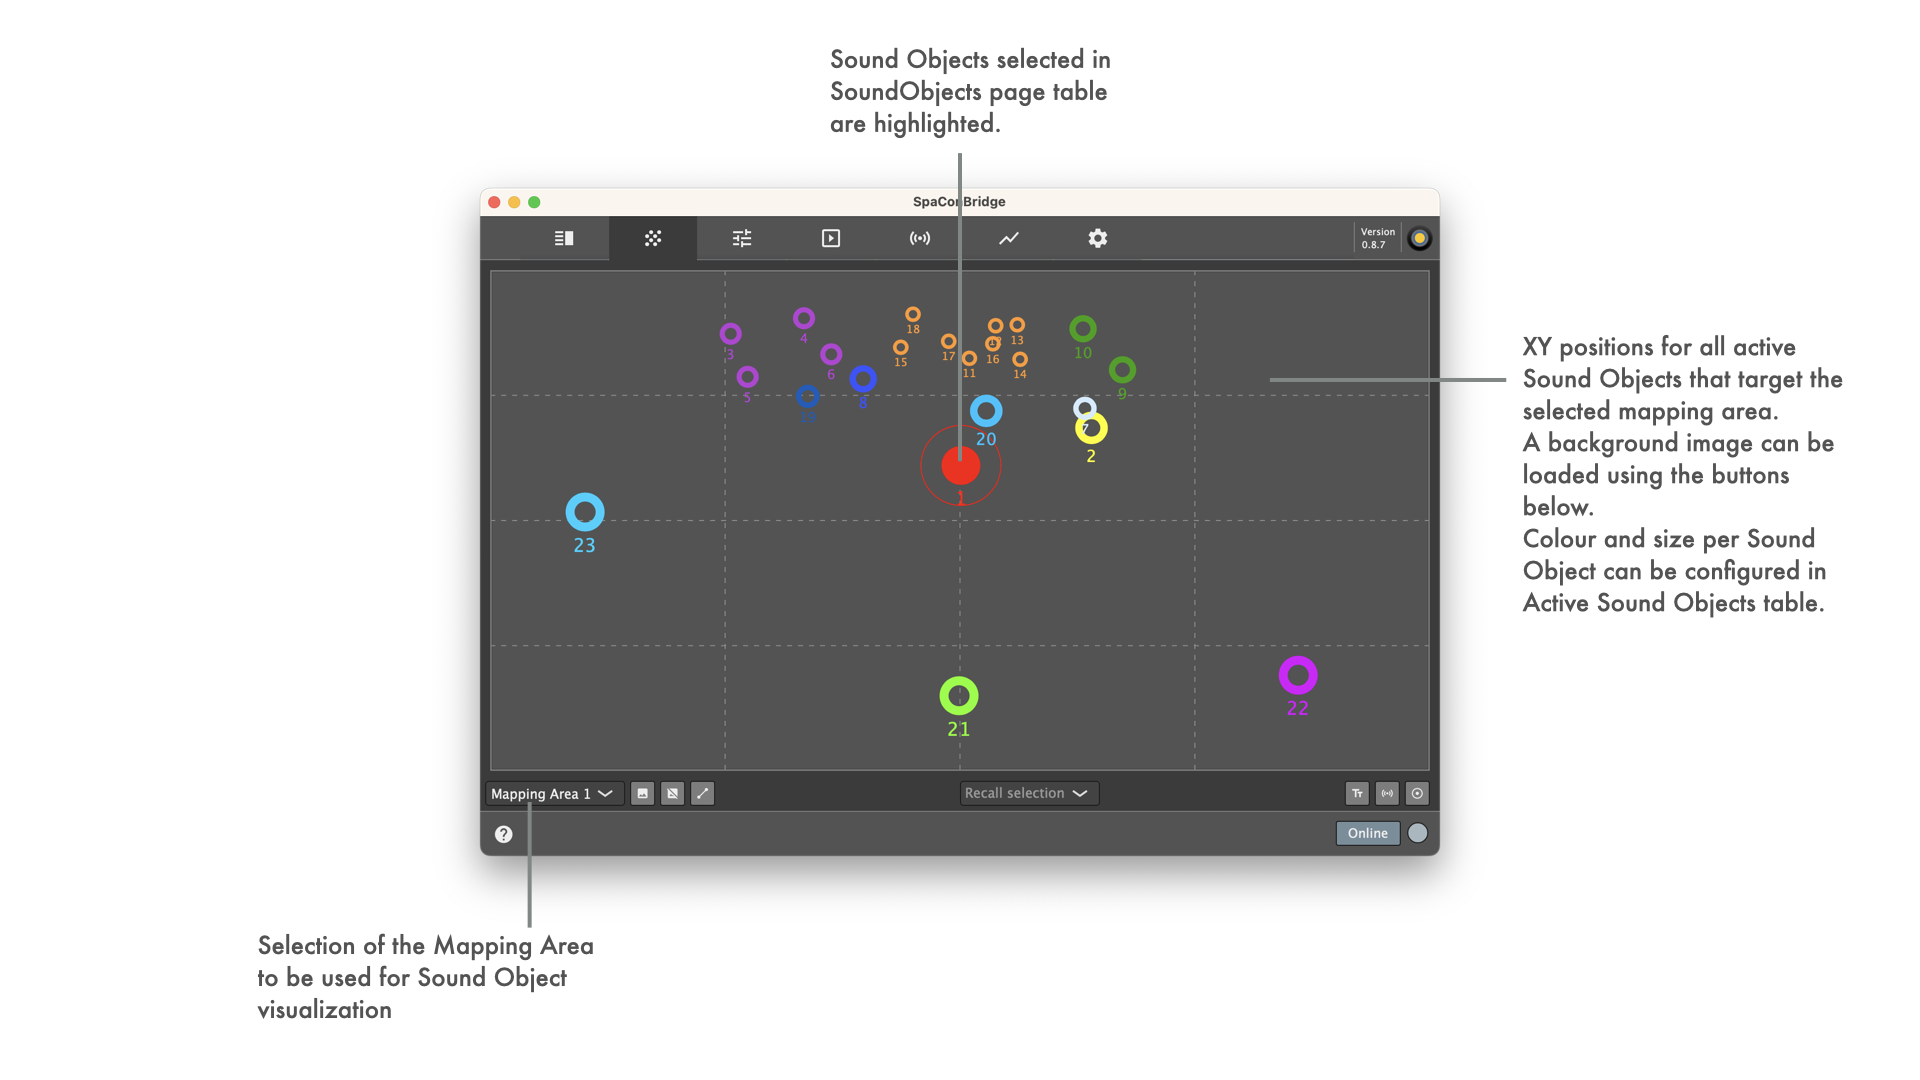 Sound Objects selected in
SoundObjects page table
are highlighted.
SpaConBridge
Version
0.8.7
18
4
13
3
15
17
16
10
11
14
6
5
8
9
20
7
2
1
23
22
21
XY positions for all active
Sound Objects that target the
selected mapping area.
A background image can be
loaded using the buttons
below.
Colour and size per Sound
Object can be configured in
Active Sound Objects table.
Mapping Area 1
Recall selection
Tт
?
Online
Selection of the Mapping Area
to be used for Sound Object
visualization